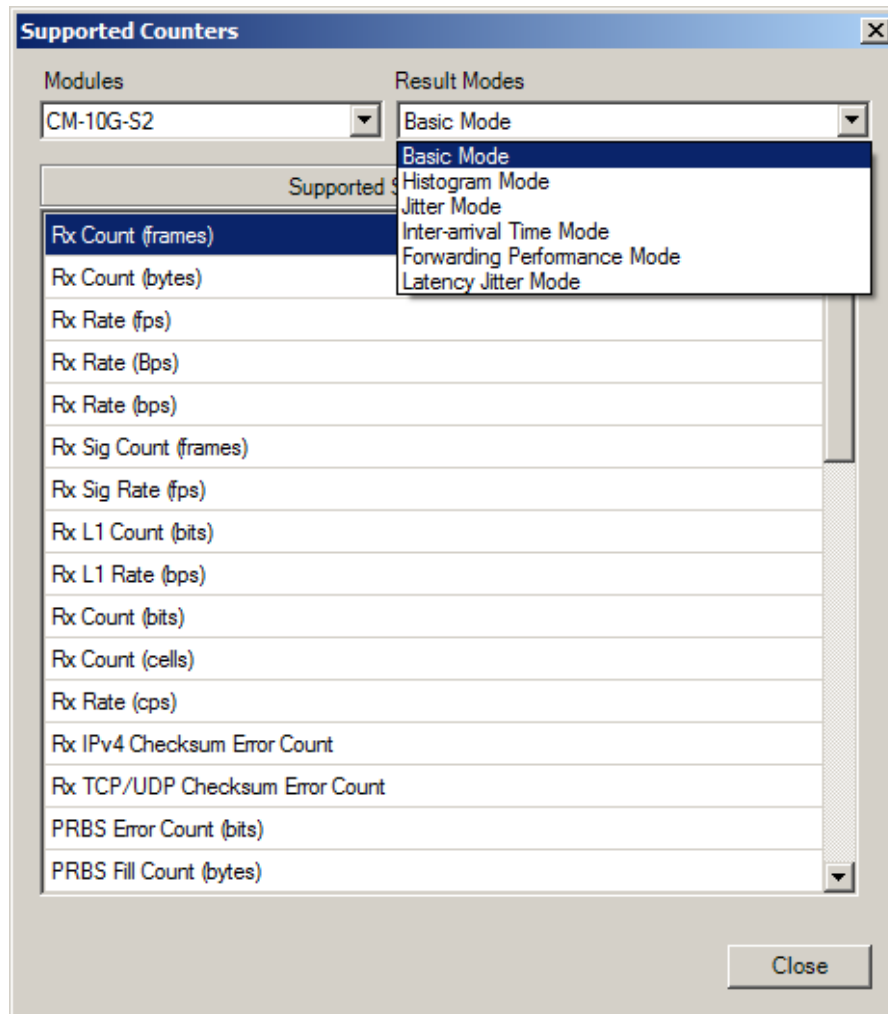 Supported Counters
Modules
Result Modes
CM-10G-S2
Basic Mode
Basic Mode
Histogram Mode
Jitter Mode
Inter-arrival Time Mode
Forwarding Performance Mode
Latency Jitter Mode
Supported
Rx Count (frames)
Rx Count (bytes)
Rx Rate (fps)
Rx Rate (Bps)
Rx Rate (bps)
Rx Sig Count (frames)
Rx Sig Rate (fps)
Rx L1 Count (bits)
Rx L1 Rate (bps)
Rx Count (bits)
Rx Count (cells)
Rx Rate (cps)
Rx IPv4 Checksum Error Count
Rx TCP/UDP Checksum Error Count
PRBS Error Count (bits)
PRBS Fill Count (bytes)
Close